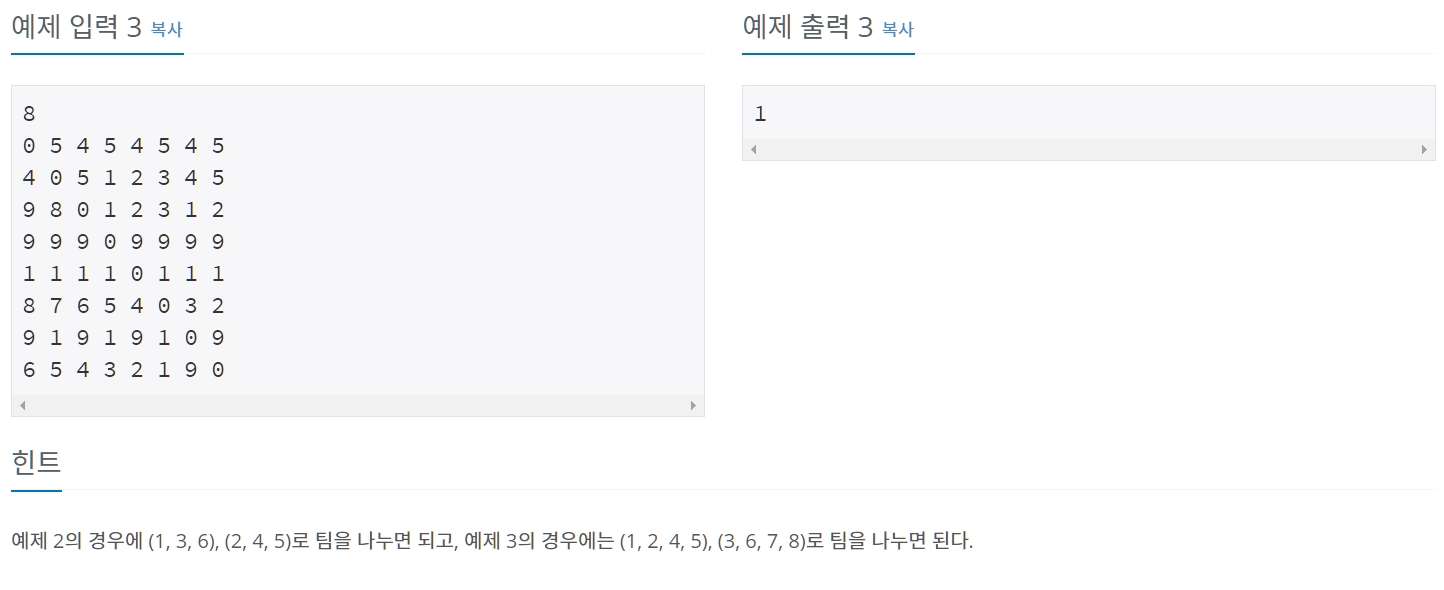 예제 입력 3 복사
8
0 5 4 5 4 5 4 5
4 0 5 1 2 3 4 5
9 8 0 1 2 3 1 2
9 9 9 0 9 9 9 9
1 1 1 1 0 1 1 1
8 7 6 5 4 0 3 2
9 1 9 1 9 1 0 9
6 5 4 3 2 1 9 0
예제 출력 3 복사
1
힌트
예제 2의 경우에 (1, 3, 6), (2, 4, 5)로 팀을 나누면 되고, 예제 3의 경우에는 (1, 2, 4, 5), (3, 6, 7, 8)로 팀을 나누면 된다.